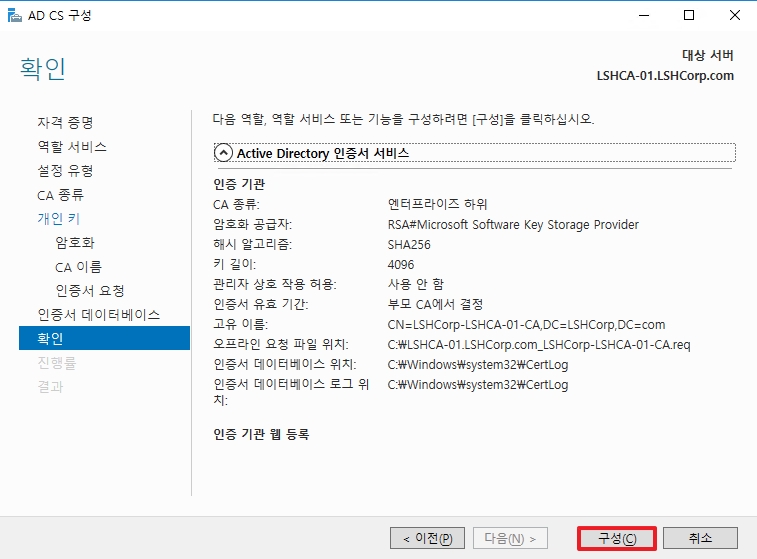 AD CS 구성
확인
대상 서버
LSHCA-01.LSHCorp.com
자격 증명
역할 서비스
설정 유형
CA 종류
개인 키
암호화
CA 이름
인증서 요청
인증서 데이터베이스
확인
진행률
결과
다음 역할, 역할 서비스 또는 기능을 구성하려면 [구성]을 클릭하십시오.
Active Directory 인증서 서비스
인증 기관
CA 종류: 엔터프라이즈 하위
암호화 공급자: RSA#Microsoft Software Key Storage Provider
해시 알고리즘: SHA256
키 길이: 4096
관리자 상호 작용 허용: 사용 안 함
인증서 유효 기간: 부모 CA에서 결정
고유 이름: CN=LSHCorp-LSHCA-01-CA,DC=LSHCorp,DC=com
오프라인 요청 파일 위치: C:₩LSHCA-01.LSHCorp.com_LSHCorp-LSHCA-01-CA.req
인증서 데이터베이스 위치: C:₩Windows₩system32₩CertLog
인증서 데이터베이스 로그 위 C:₩Windows₩system32₩CertLog
치:
인증 기관 웹 등록
< 이전(P) 다음(N) > 구성(C) 취소